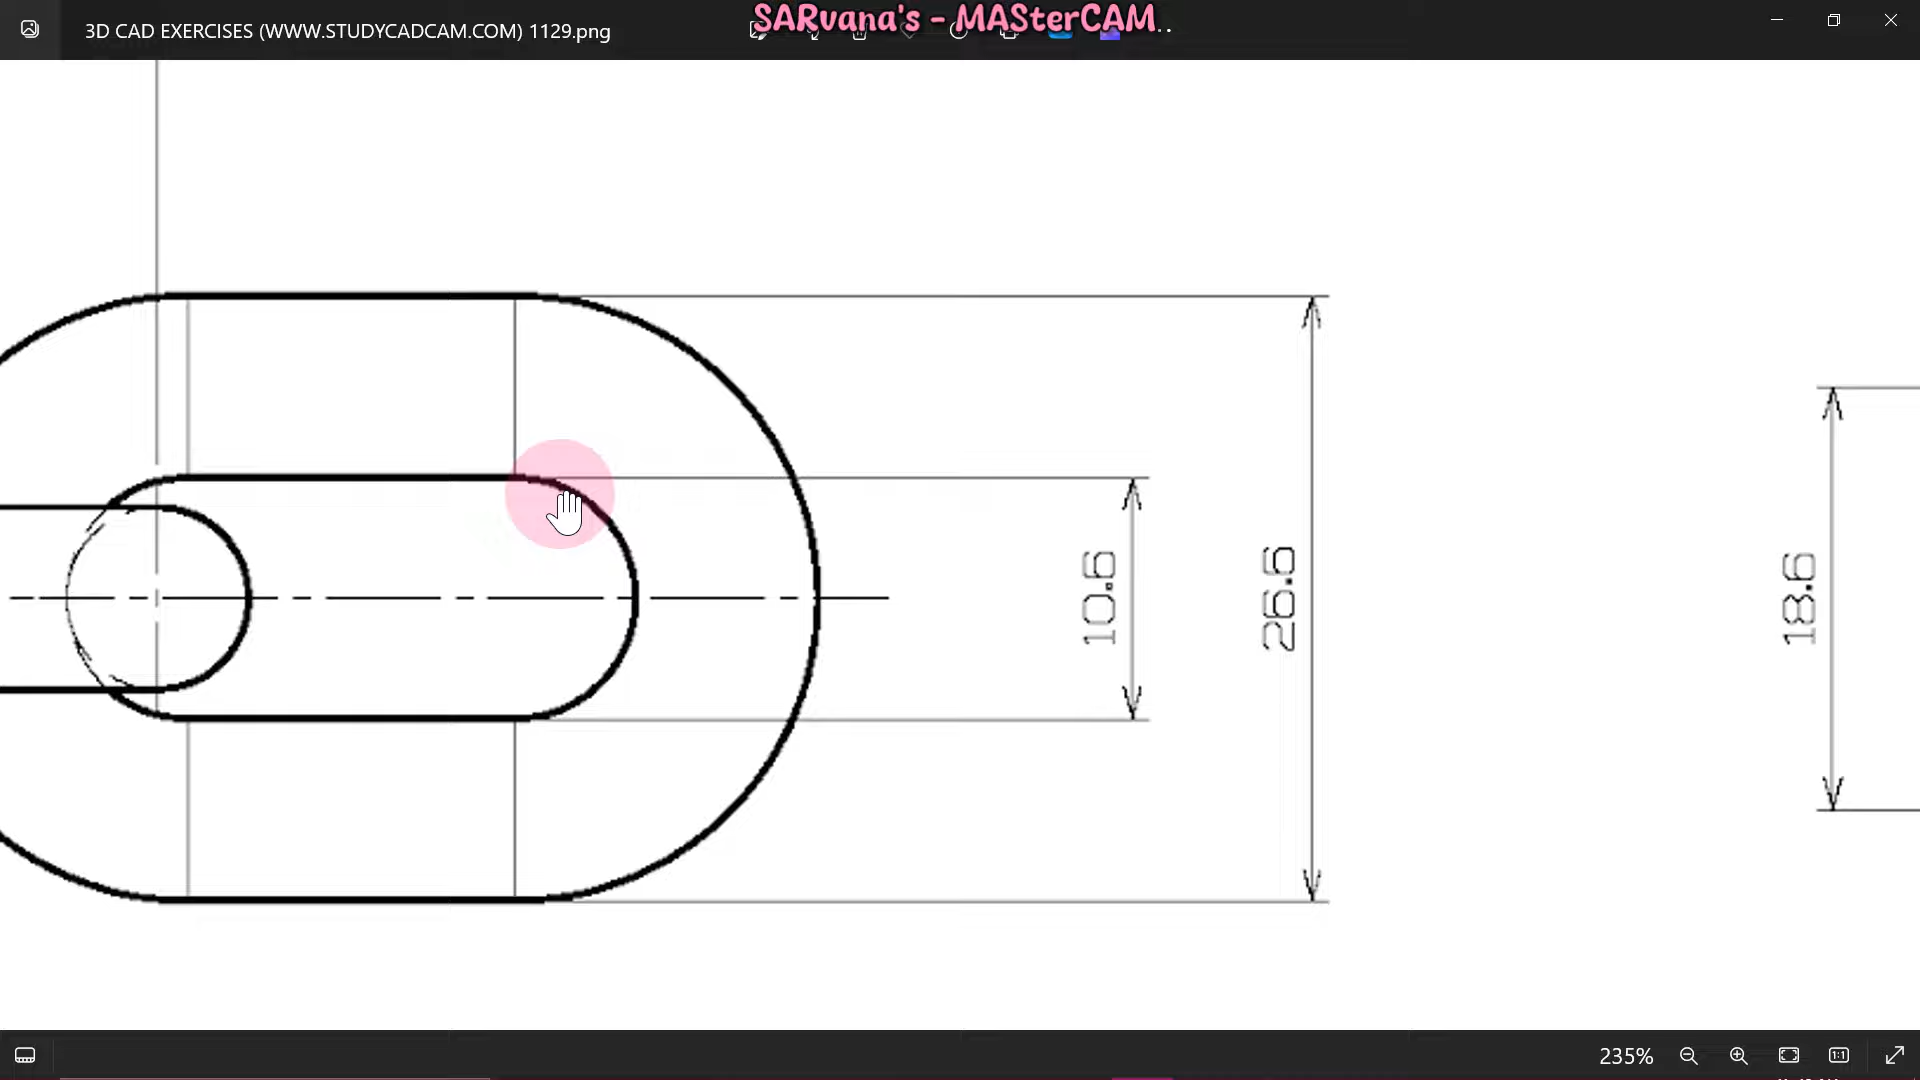 SARvana's - MASterCAM
3D CAD EXERCISES (WWW.STUDYCADCAM.COM) 1129.png
10.6
26.6
18.6
235%